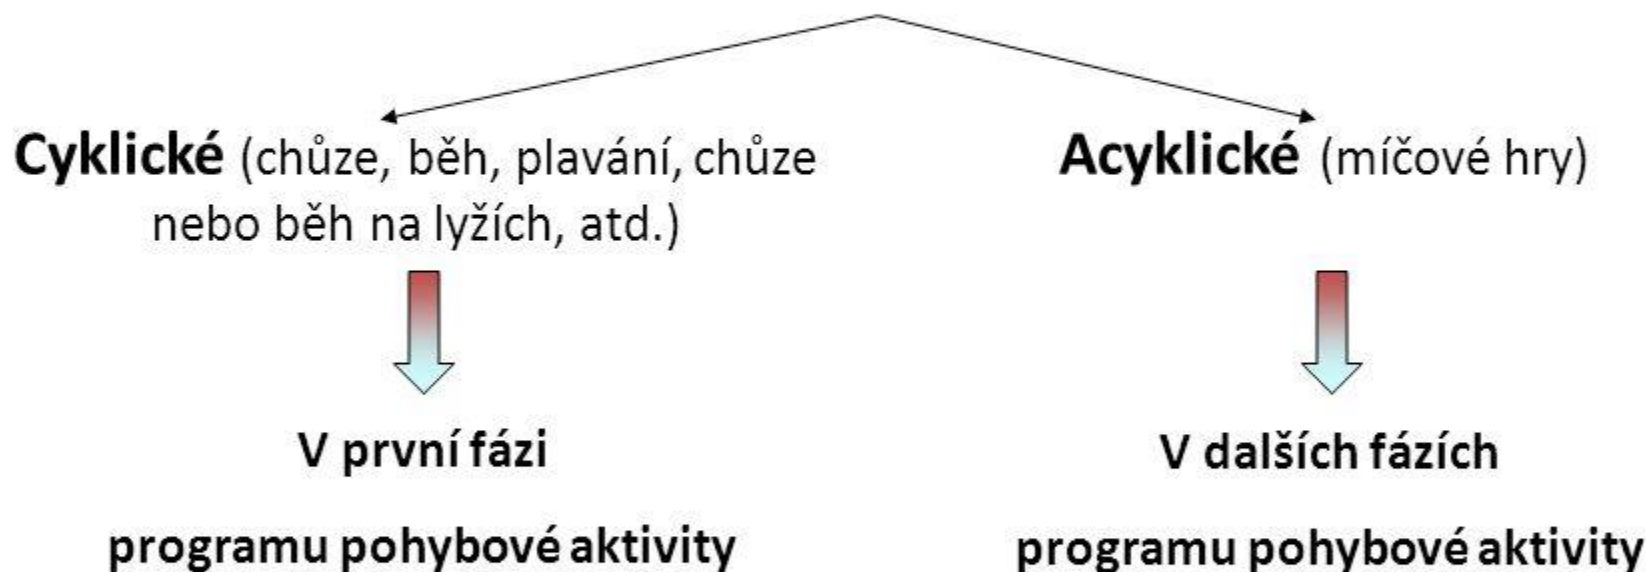 Cyklické (chůze, běh, plavání, chůze
nebo běh na lyžích, atd.)
V první fázi
programu pohybové aktivity
Acyklické (míčové hry)
V dalších fázích
programu pohybové aktivity